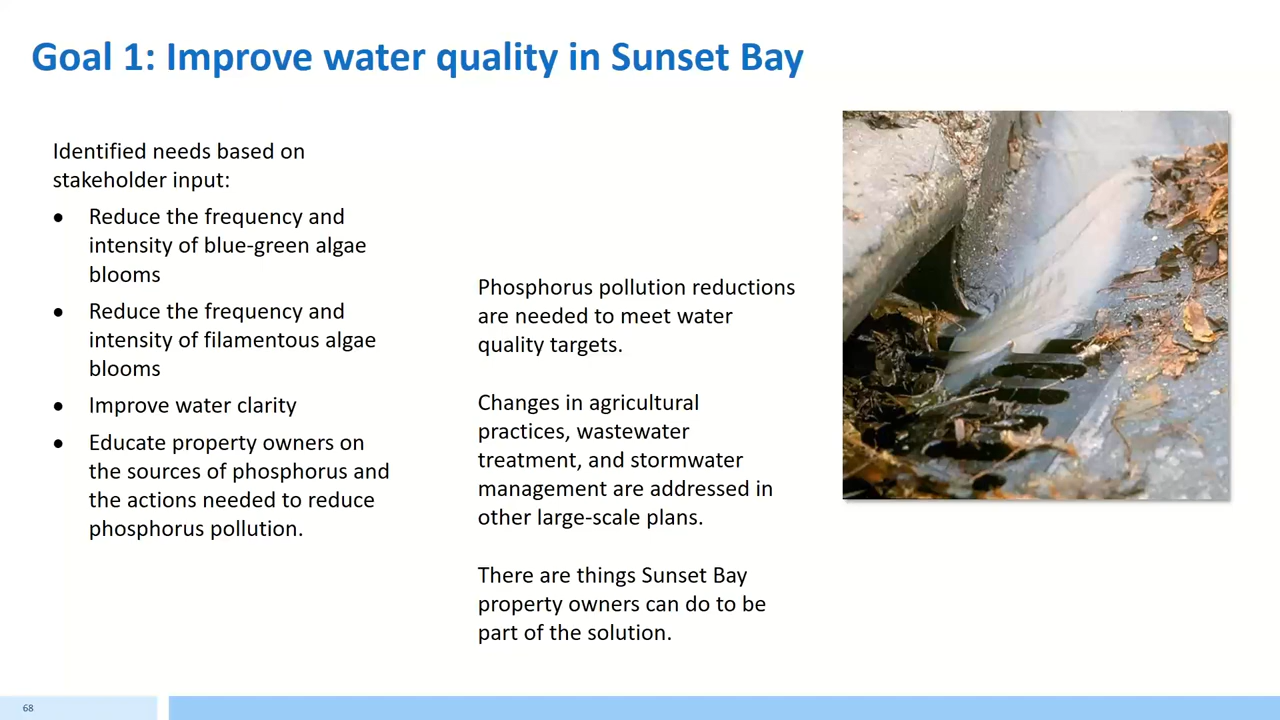 Goal 1: Improve water quality in Sunset Bay
Identified needs based on
stakeholder input:
● Reduce the frequency and
intensity of blue-green algae
blooms
● Reduce the frequency and
intensity of filamentous algae
blooms
● Improve water clarity
● Educate property owners on
the sources of phosphorus and
the actions needed to reduce
phosphorus pollution.
Phosphorus pollution reductions
are needed to meet water
quality targets.
Changes in agricultural
practices, wastewater
treatment, and stormwater
management are addressed in
other large-scale plans.
There are things Sunset Bay
property owners can do to be
part of the solution.
68